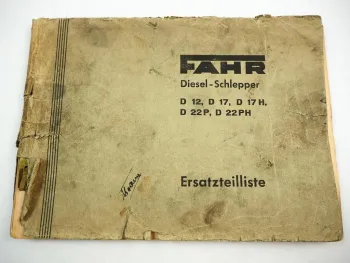 FAHR
Diesel-Schlepper
D 12, D 17, D 17 H,
D 22 P, D 22 PH
Ersatzteilliste